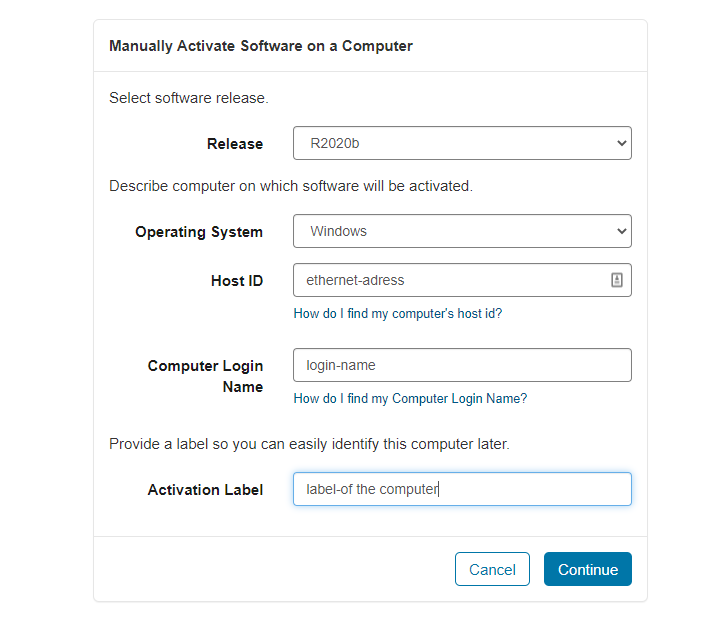 Manually Activate Software on a Computer
Select software release.
Release
R2020b
Describe computer on which software will be activated.
Operating System
Windows
Host ID
ethernet-adress
How do I find my computer's host id?
Computer Login
Name
login-name
How do I find my Computer Login Name?
Provide a label so you can easily identify this computer later.
Activation Label
label-of the computer
Cancel
Continue